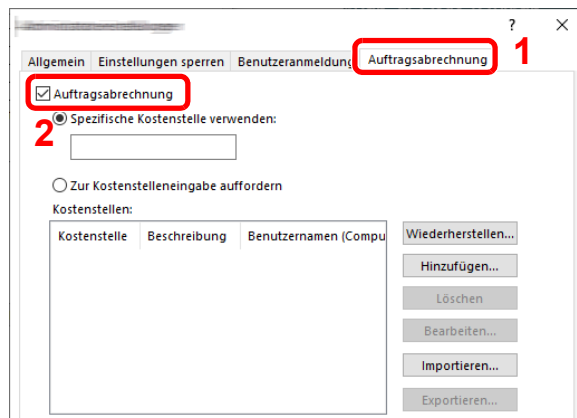 ?
1
Allgemein Einstellungen sperren Benutzeranmeldung Auftragsabrechnung
Auftragsabrechnung
2
Spezifische Kostenstelle verwenden:
Zur Kostenstelleneingabe auffordern
Kostenstellen:
Kostenstelle Beschreibung Benutzernamen (Compu
Wiederherstellen...
Hinzufügen...
Löschen
Bearbeiten...
Importieren...
Exportieren...